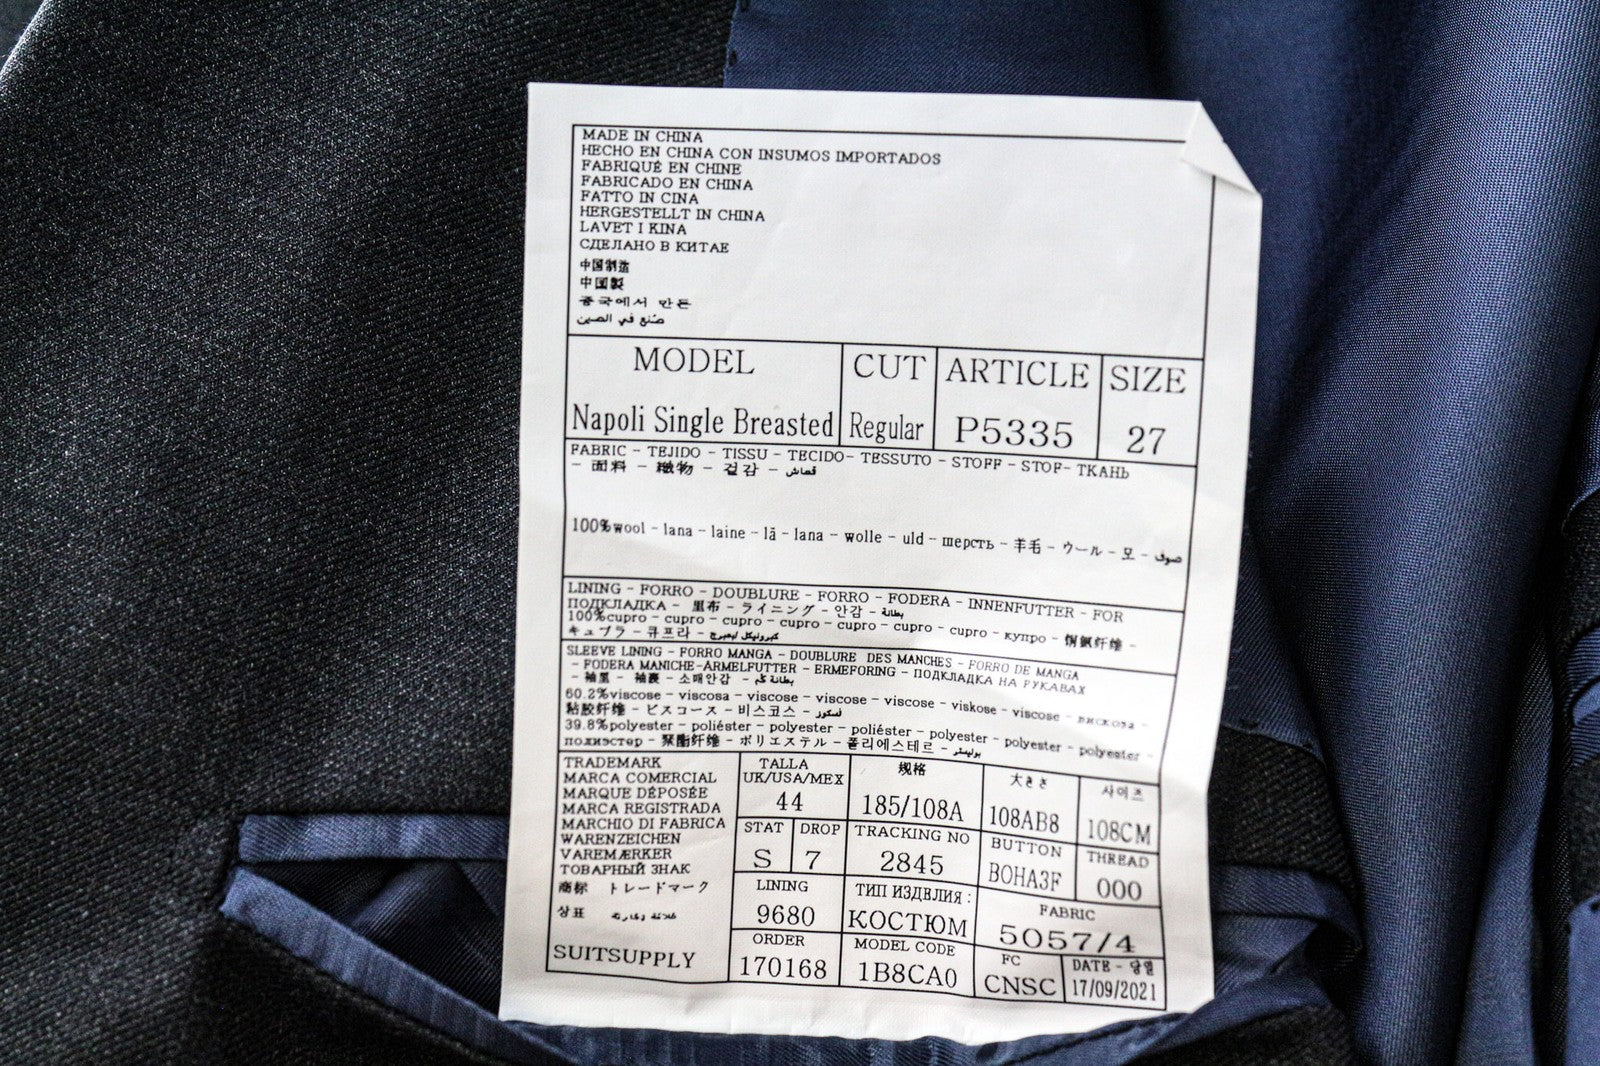 MADE IN CHINA
HECHO EN CHINA CON INSUMOS IMPORTADOS
FABRIQUÉ EN CHINE
FABRICADO EN CHINA
FATTO IN CINA
HERGESTELLT IN CHINA
LAVET I KINA
СДЕЛАНО В КИТАЕ
中国制造
中国製
중국에서 만든
صُنع في الصين
MODEL CUT ARTICLE SIZE
Napoli Single Breasted Regular P5335 27
FABRIC - TEJIDO - TISSU - TECIDO- TESSUTO - STOFF - STOF- ТКАНЬ
- 面料 - 織物 - 겉감 - قماش
100%wool - lana - laine - lã - lana - wolle - uld - шерсть - 羊毛 - ウール - 모 - صوف
LINING - FORRO - DOUBLURE - FORRO - FODERA - INNENFUTTER - FOR
ПОДКЛАДКА - 里布 - ライニング - 안감 - بطانة
100%cupro - cupro - cupro - cupro - cupro - cupro - cupro - купро - 铜氨纤维 -
キュプラ - 큐프라 -
SLEEVE LINING - FORRO MANGA - DOUBLURE DES MANCHES - FORRO DE MANGA
- FODERA MANICHE-ARMELFUTTER - ERMEFORING - ПОДКЛАДКА НА РУКАВАХ
- 袖里 - 袖裏 - 소매안감 - بطانة كم
60.2%viscose - viscosa - viscose - viscose - viscose - viskose - viscose - вискоза -
粘胶纤维 - ビスコース - 비스코스 -
39.8%polyester - poliéster - polyester - poliéster - polyester - polyester - polyester -
полиэстер - 聚酯纤维 - ポリエステル - 폴리에스테르 - بوليستر
TRADEMARK
MARCA COMERCIAL
MARQUE DÉPOSÉE
MARCA REGISTRADA
MARCHIO DI FABRICA
WARENZEICHEN
VAREMÆRKER
ТОВАРНЫЙ ЗНАК
商标 トレードマーク
상표
SUITSUPPLY
TALLA
UK/USA/MEX
44
规格
185/108A
大きさ
108AB8
사이즈
108CM
STAT DROP
S 7
TRACKING NO
2845
BUTTON
BOHA3F
THREAD
000
LINING
9680
ТИП ИЗДВЛИЯ :
КОСТЮМ
FABRIC
5057/4
ORDER
170168
MODEL CODE
1B8CA0
FC
CNSC
DATE - 당일
17/09/2021